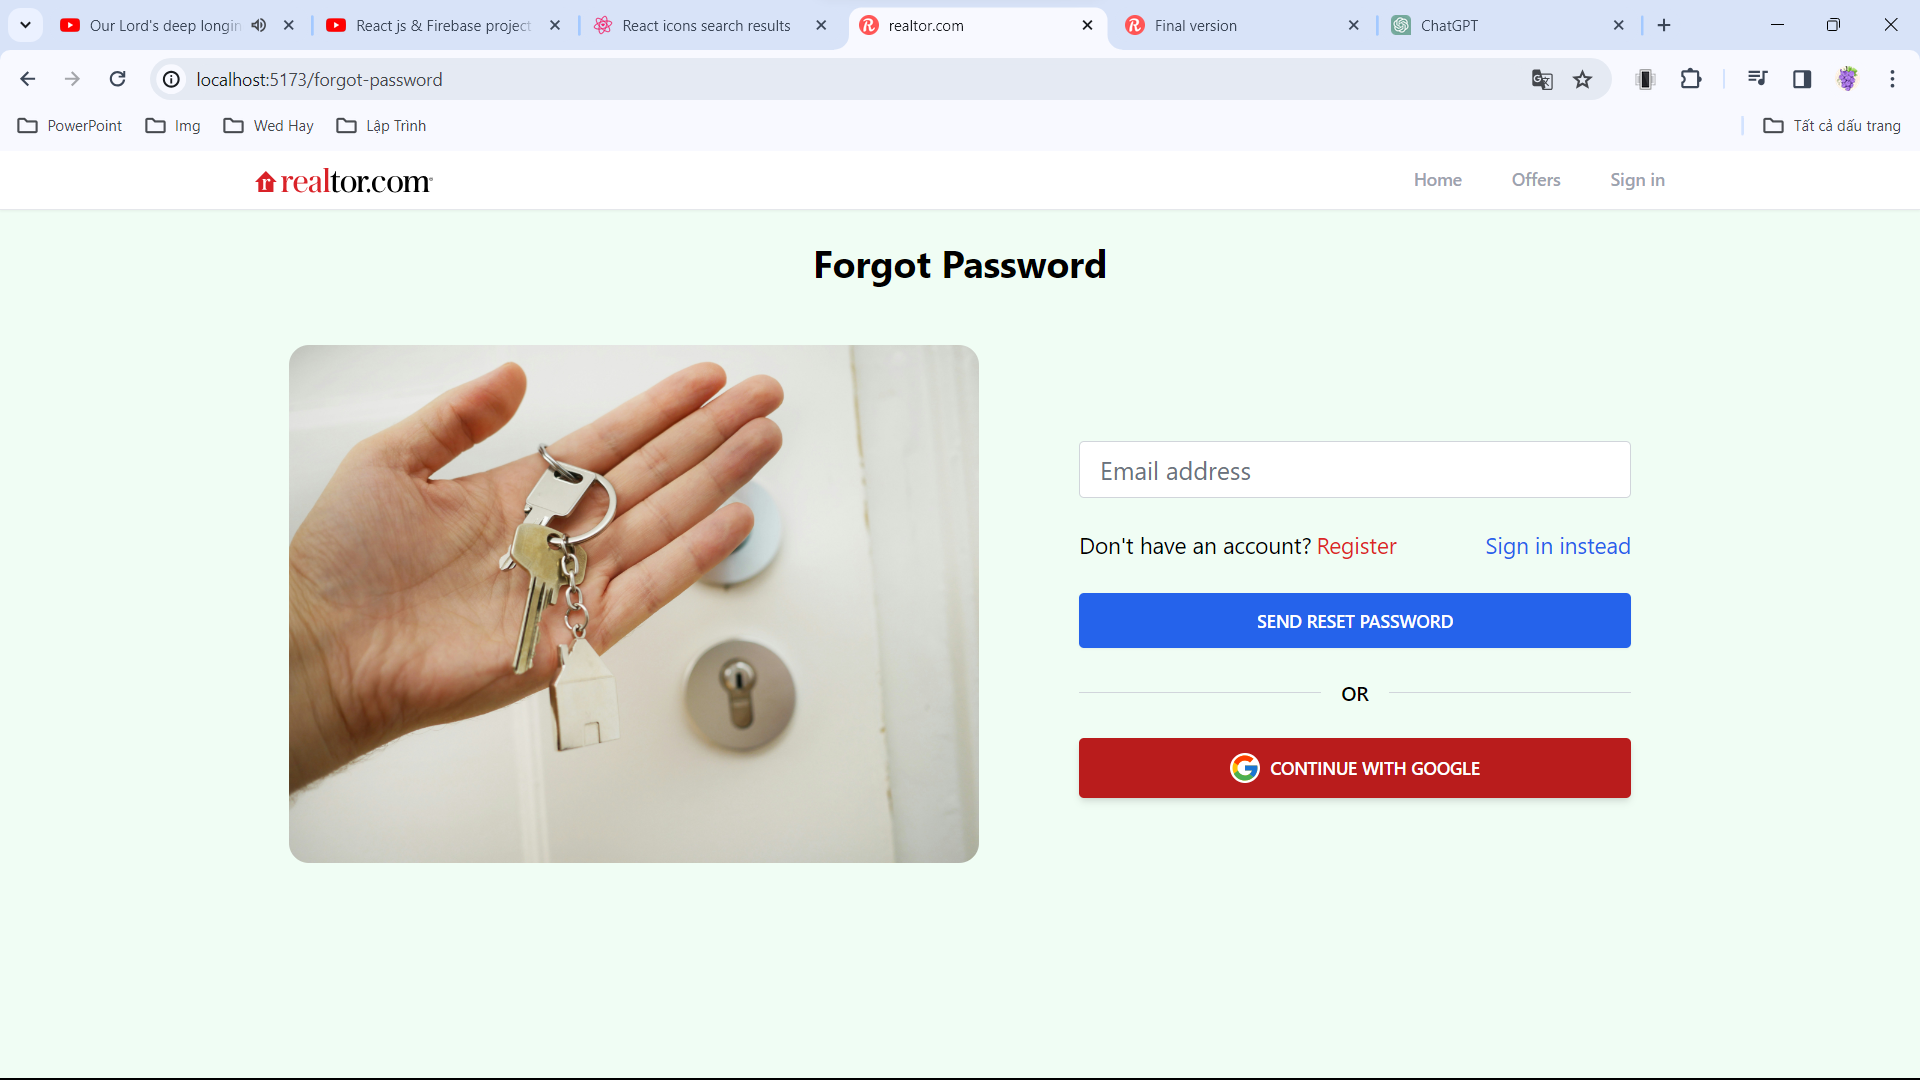 Our Lord's deep longin
React js & Firebase project
React icons search results
realtor.com
Final version
ChatGPT
localhost:5173/forgot-password
PowerPoint
Img
Wed Hay
Lập Trình
Tất cả dấu trang
realtor.com
Home
Offers
Sign in
Forgot Password
Email address
Don't have an account? Register
Sign in instead
SEND RESET PASSWORD
OR
CONTINUE WITH GOOGLE